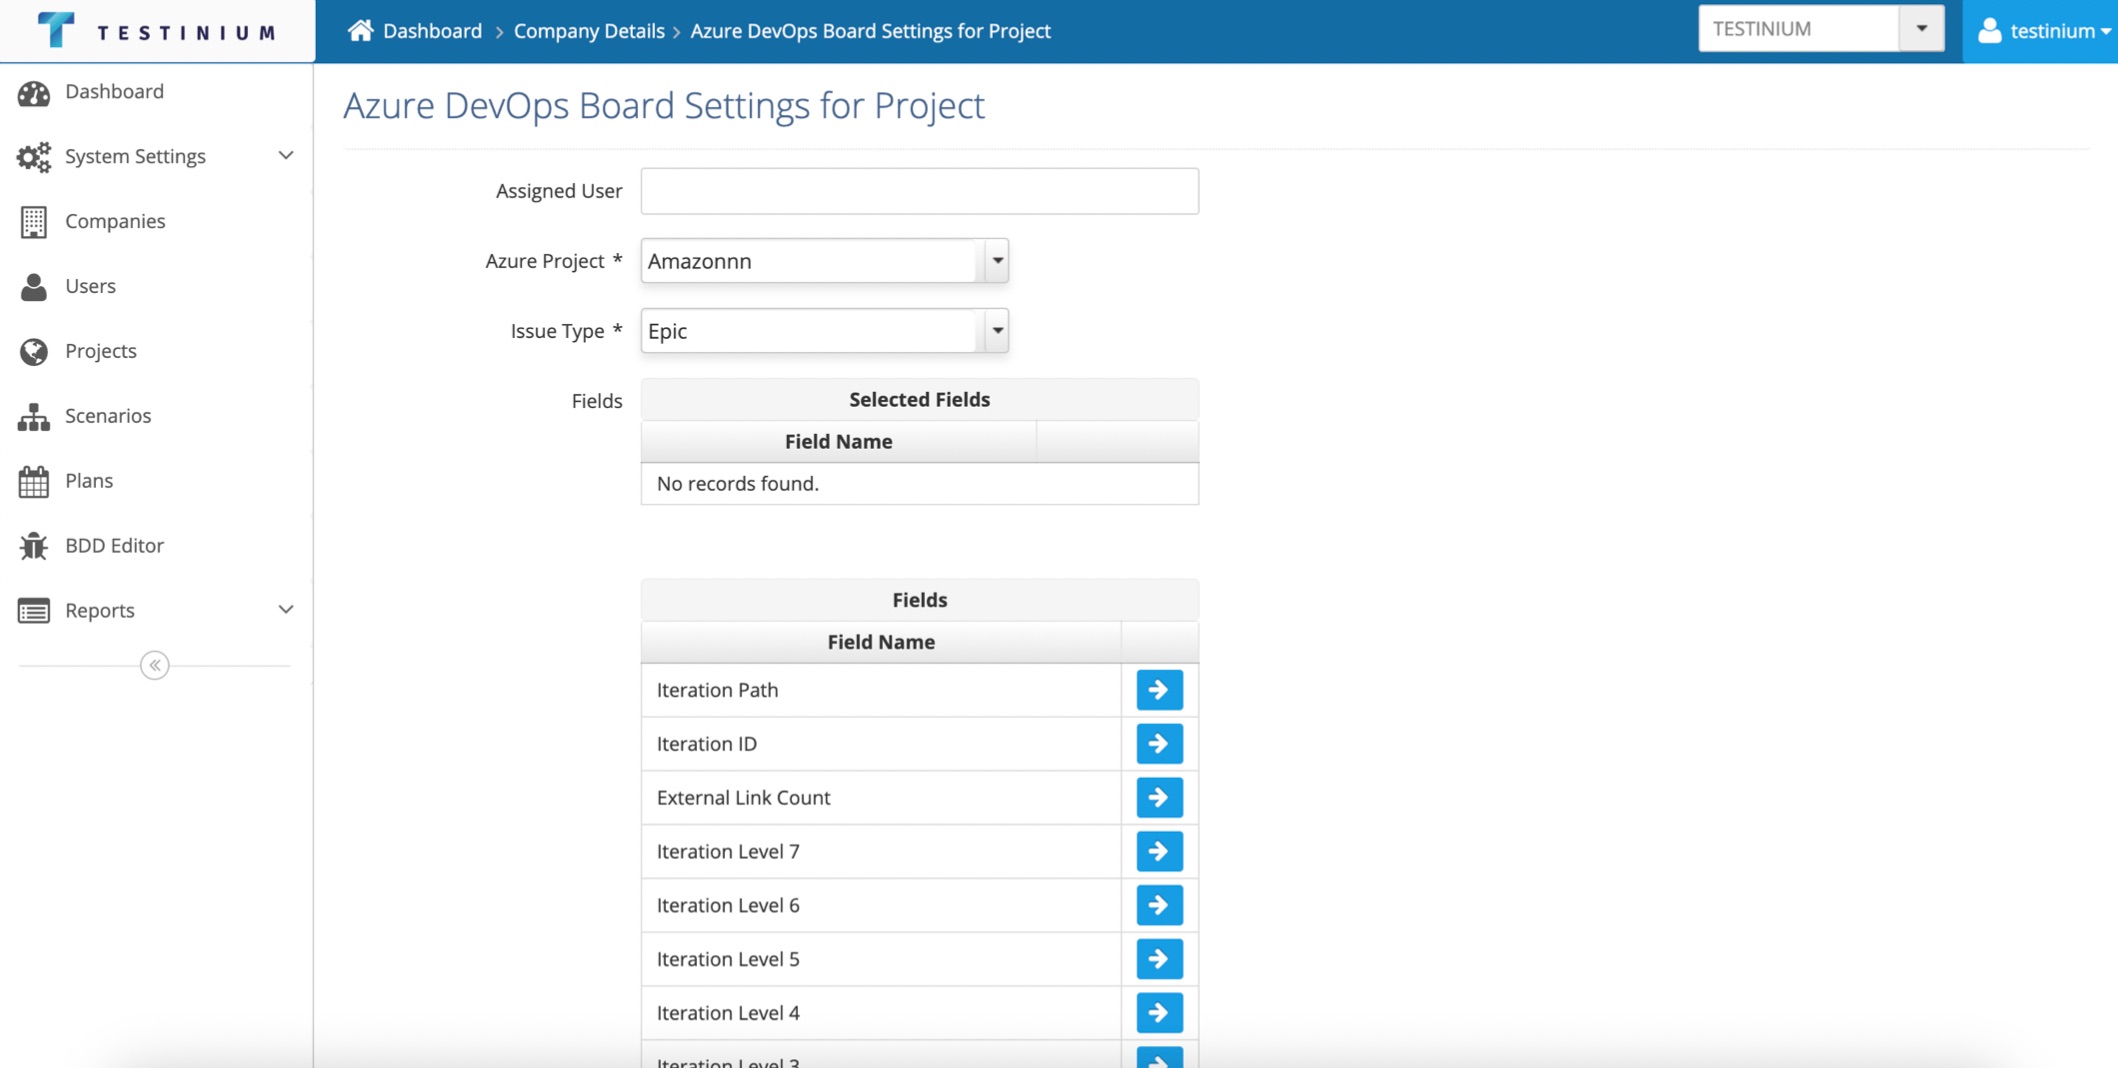 TESTINIUM
Dashboard > Company Details > Azure DevOps Board Settings for Project
TESTINIUM
testinium
Dashboard
System Settings
Companies
Users
Projects
Scenarios
Plans
BDD Editor
Reports
Azure DevOps Board Settings for Project
Assigned User
Azure Project * Amazonnn
Issue Type * Epic
Fields
Selected Fields
Field Name
No records found.
Fields
Field Name
Iteration Path
Iteration ID
External Link Count
Iteration Level 7
Iteration Level 6
Iteration Level 5
Iteration Level 4
Iteration Level 3